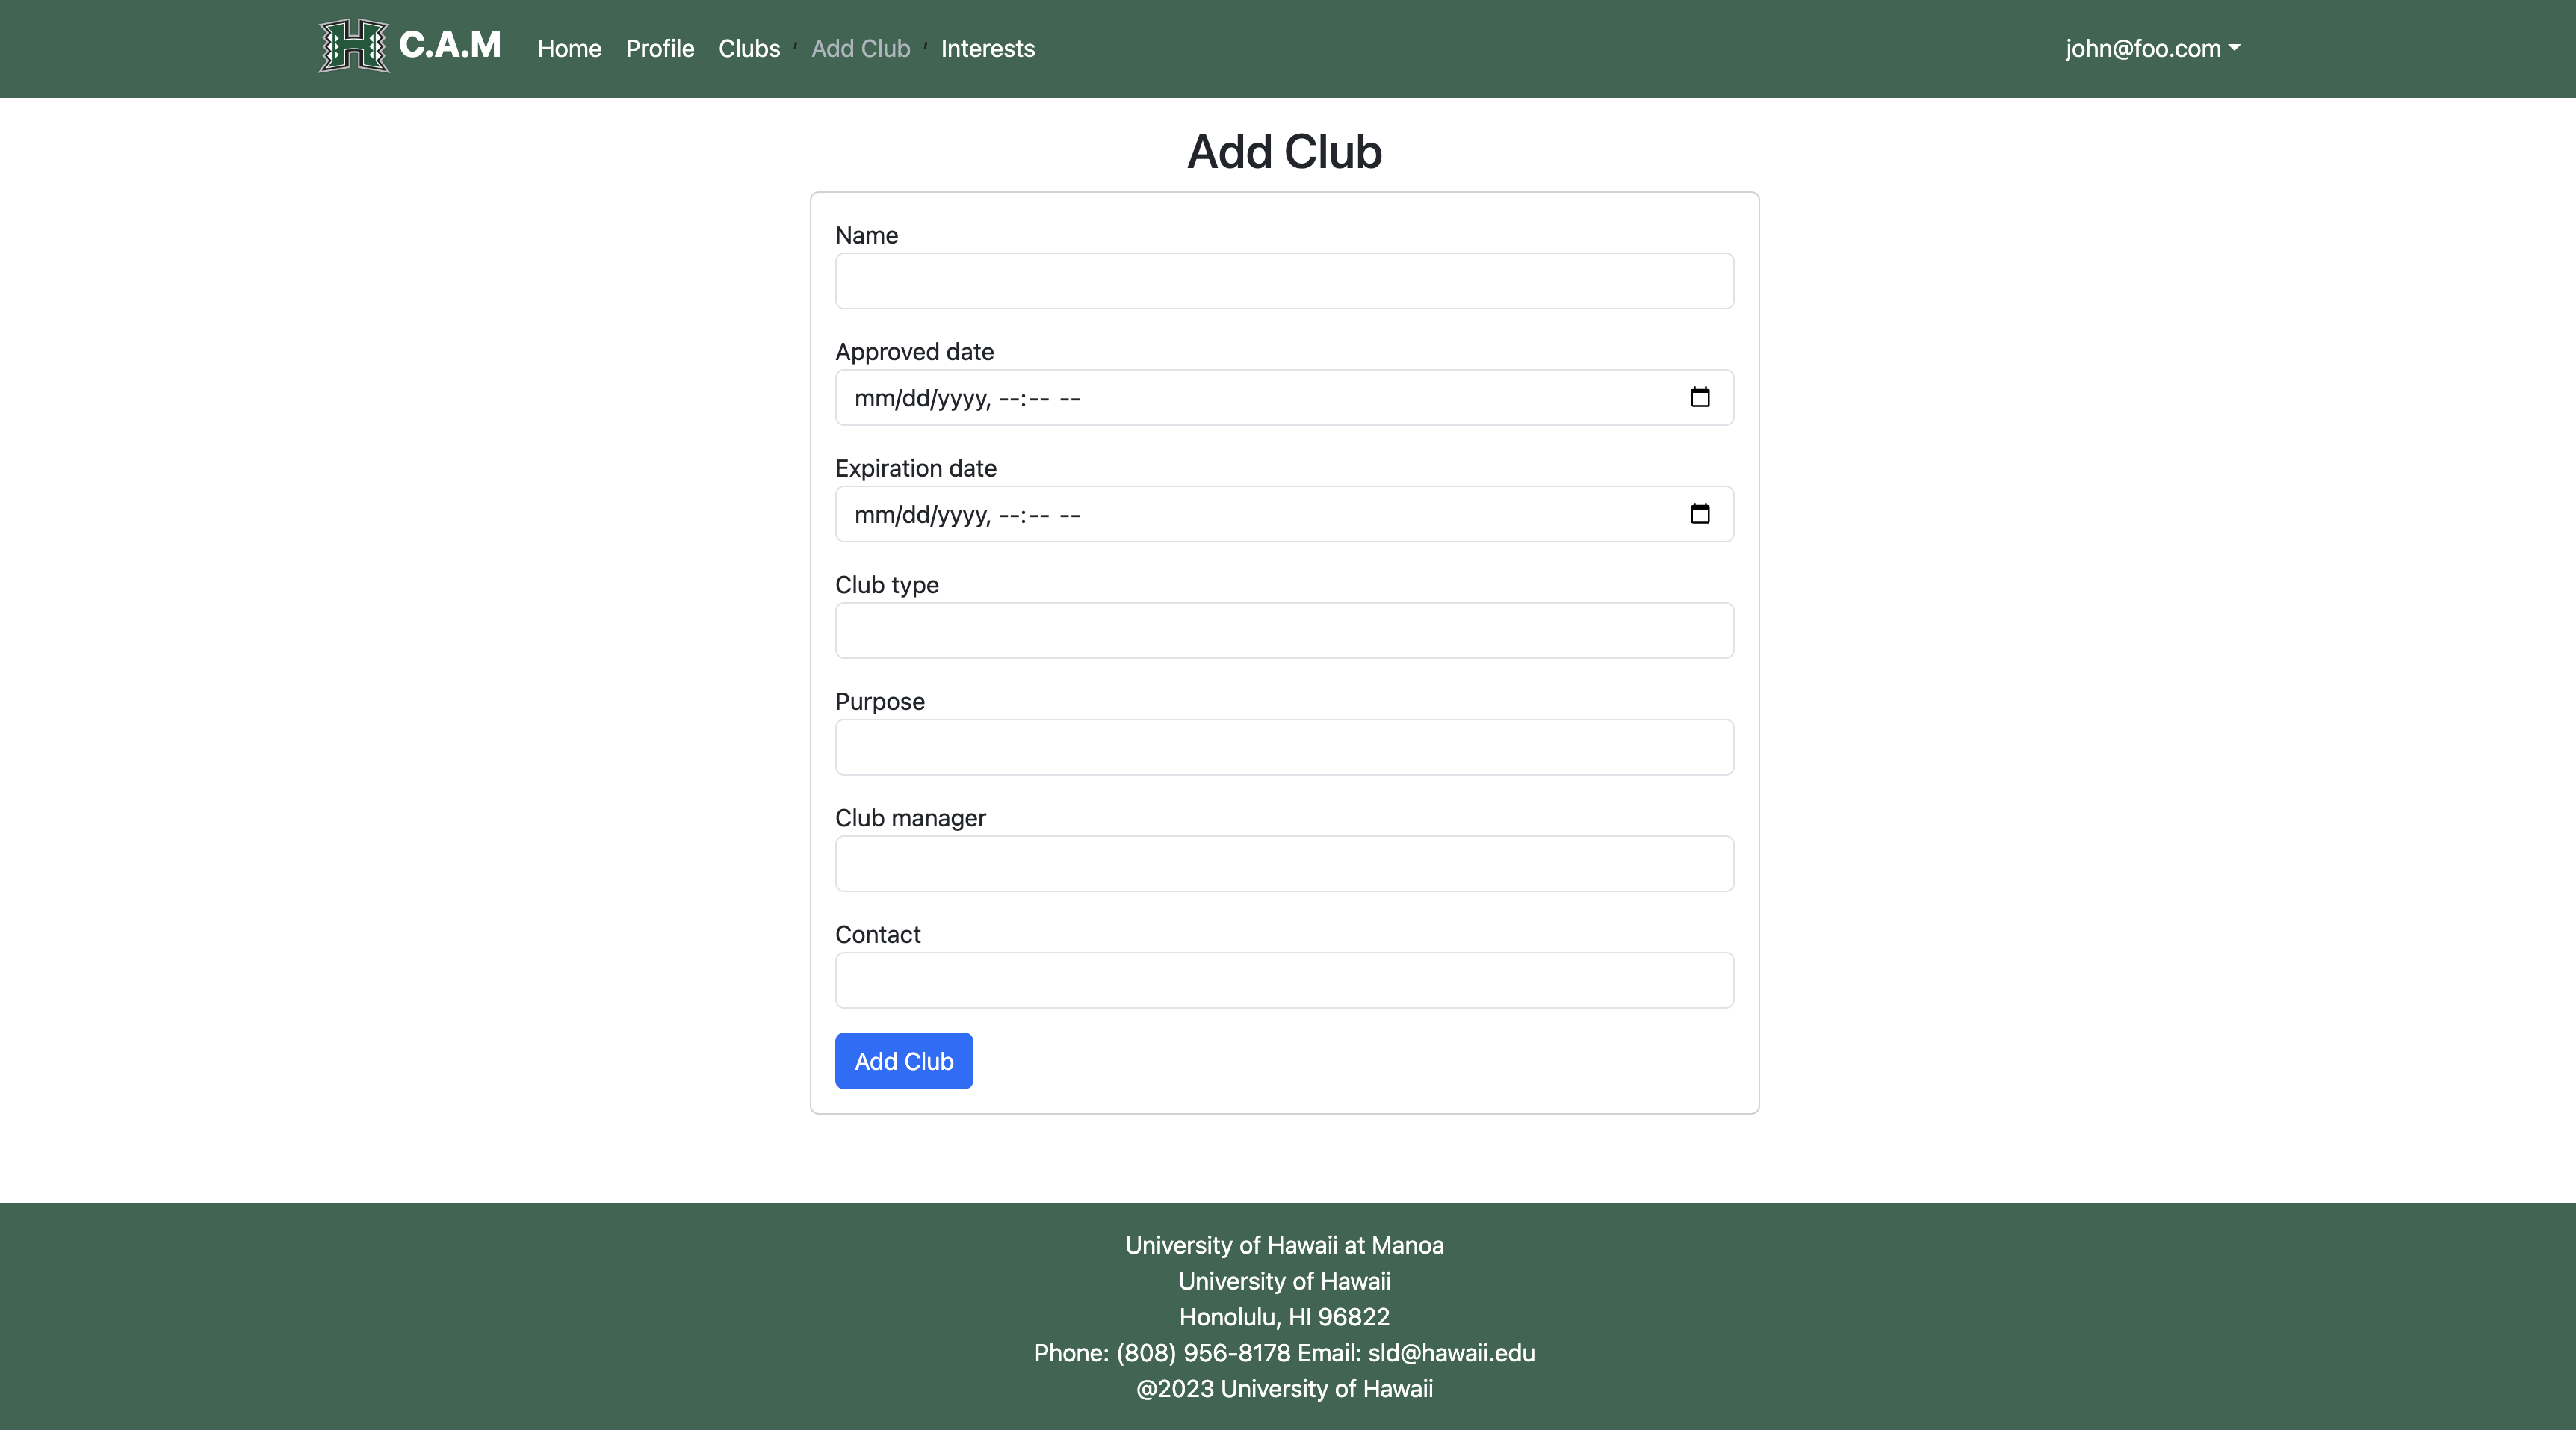 H C.A.M Home Profile Clubs ' Add Club ' Interests john@foo.com
Add Club
Name
Approved date
mm/dd/yyyy, --:-- --
Expiration date
mm/dd/yyyy, --:-- --
Club type
Purpose
Club manager
Contact
Add Club
University of Hawaii at Manoa
University of Hawaii
Honolulu, HI 96822
Phone: (808) 956-8178 Email: sld@hawaii.edu
@2023 University of Hawaii